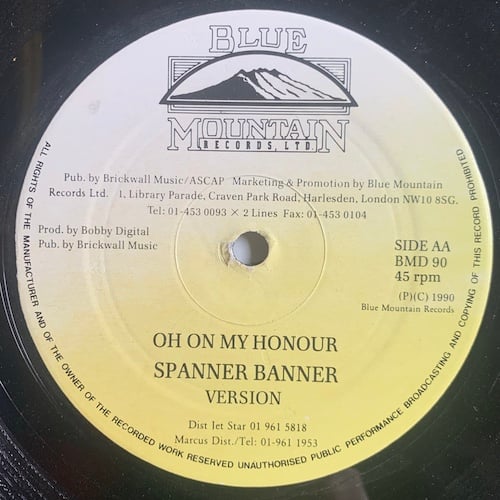 BLUE
MOUNTAIN
RECORDS, LTD.
Pub. by Brickwall Music/ASCAP Marketing & Promotion by Blue Mountain
Records Ltd. 1, Library Parade, Craven Park Road, Harlesden, London NW10 8SG.
Tel: 01-453 0093 × 2 Lines Fax: 01-453 0104
Prod. by Bobby Digital
Pub. by Brickwall Music
SIDE AA
BMD 90
45 rpm
(P)(C) 1990
Blue Mountain Records
OH ON MY HONOUR
SPANNER BANNER
VERSION
Dist Jet Star 01 961 5818
Marcus Dist./Tel: 01-961 1953
ALL RIGHTS OF THE MANUFACTURER AND OF THE OWNER OF THE RECORDED WORK RESERVED UNAUTHORISED PUBLIC PERFORMANCE BROADCASTING AND COPYING OF THIS RECORD PROHIBITED